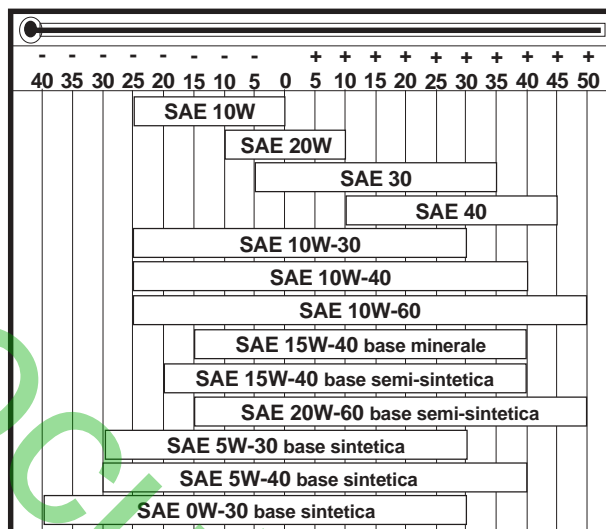 - - - - - - - - + + + + + + + + + +
40 35 30 25 20 15 10 5 0 5 10 15 20 25 30 35 40 45 50
SAE 10W
SAE 20W
SAE 30
SAE 40
SAE 10W-30
SAE 10W-40
SAE 10W-60
SAE 15W-40 base minerale
SAE 15W-40 base semi-sintetica
SAE 20W-60 base semi-sintetica
SAE 5W-30 base sintetica
SAE 5W-40 base sintetica
SAE 0W-30 base sintetica